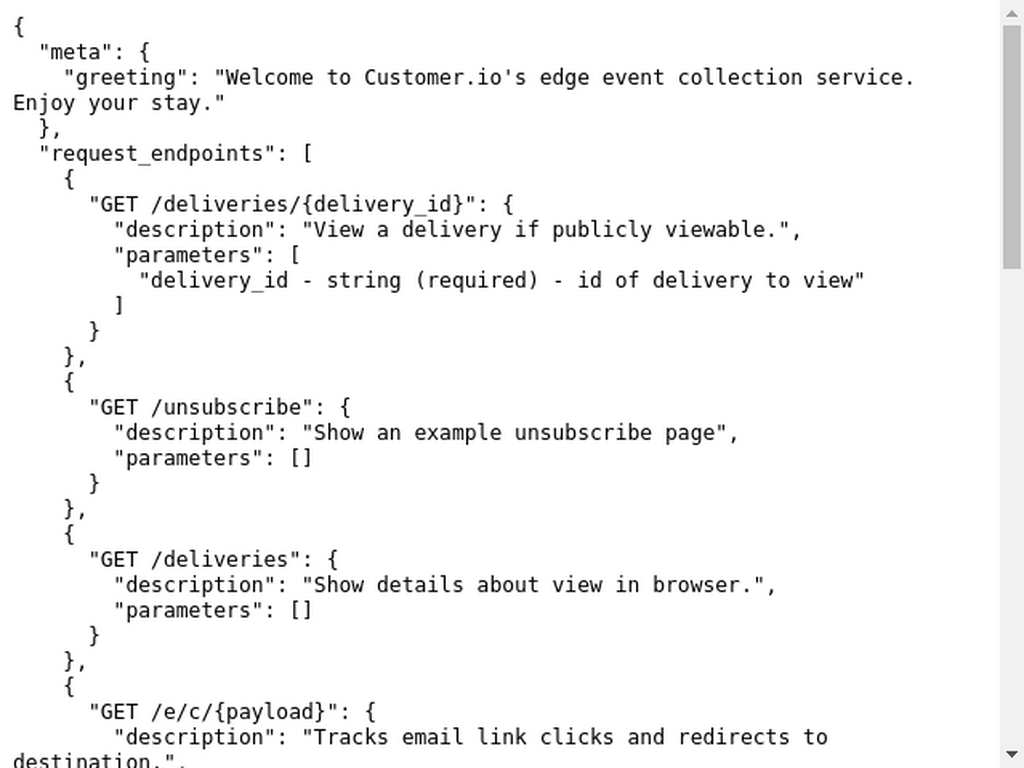 {
  "meta": {
    "greeting": "Welcome to Customer.io's edge event collection service.
Enjoy your stay."
  },
  "request_endpoints": [
    {
      "GET /deliveries/{delivery_id}": {
        "description": "View a delivery if publicly viewable.",
        "parameters": [
          "delivery_id - string (required) - id of delivery to view"
        ]
      }
    },
    {
      "GET /unsubscribe": {
        "description": "Show an example unsubscribe page",
        "parameters": []
      }
    },
    {
      "GET /deliveries": {
        "description": "Show details about view in browser.",
        "parameters": []
      }
    },
    {
      "GET /e/c/{payload}": {
        "description": "Tracks email link clicks and redirects to
destination.",